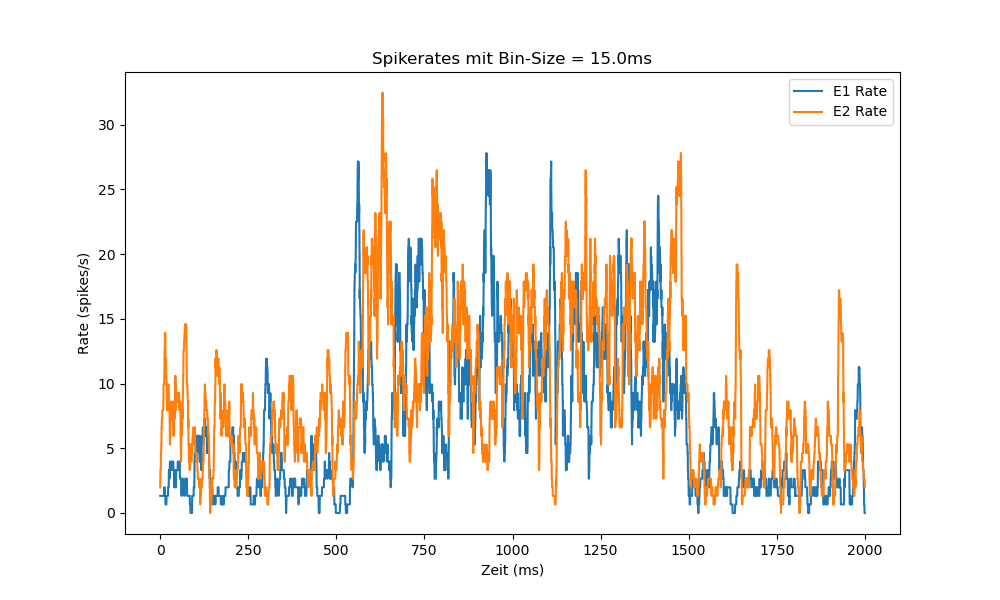 Spikerates mit Bin-Size = 15.0ms
E1 Rate
E2 Rate
Rate (spikes/s)
30
25
20
15
10
5
0
0 250 500 750 1000 1250 1500 1750 2000
Zeit (ms)